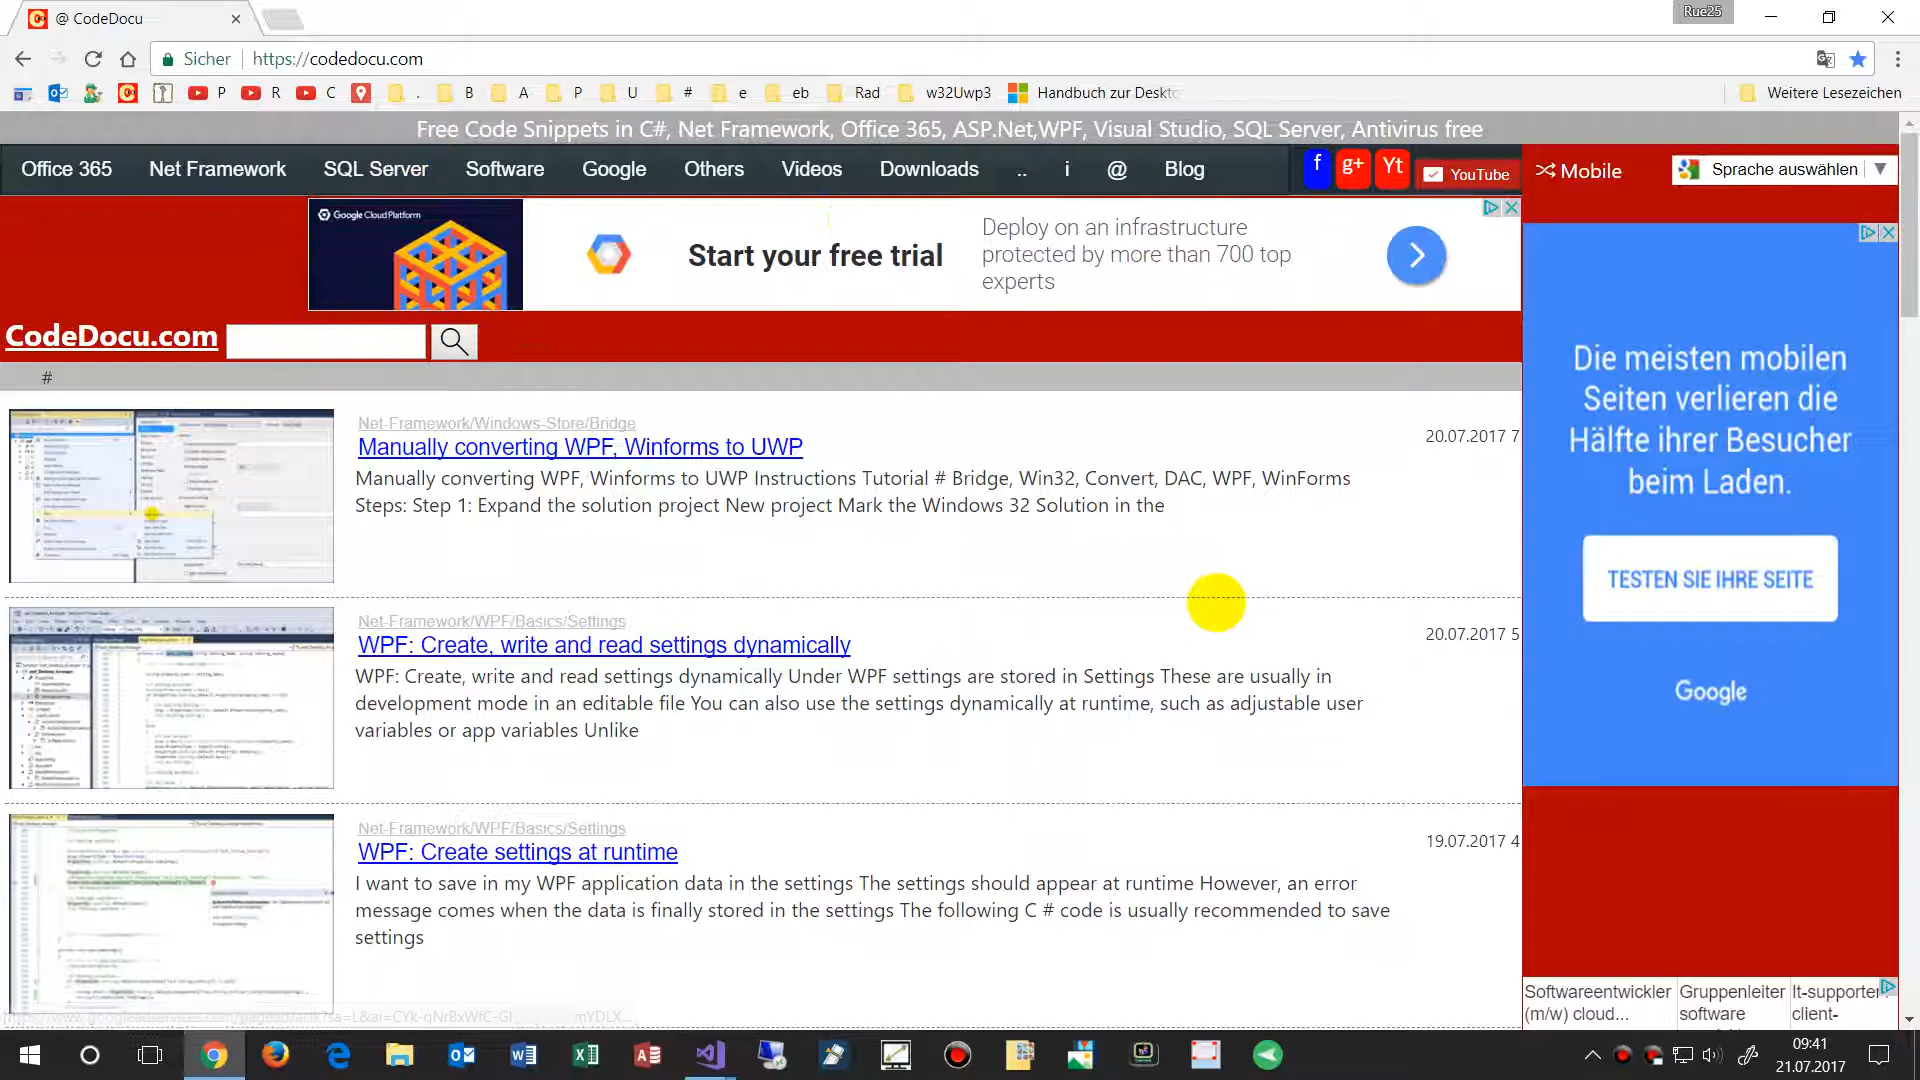 @ CodeDocu
Rue25
Sicher
https://codedocu.com
P
R
C
.
B
A
P
U
#
e
eb
Rad
w32Uwp3
Handbuch zur Deskto
Weitere Lesezeichen
Free Code Snippets in C#, Net Framework, Office 365, ASP.Net,WPF, Visual Studio, SQL Server, Antivirus free
Office 365
Net Framework
SQL Server
Software
Google
Others
Videos
Downloads
..
i
@
Blog
f
g+
Yt
YouTube
Mobile
Sprache auswählen
Google Cloud Platform
Start your free trial
Deploy on an infrastructure
protected by more than 700 top
experts
CodeDocu.com
#
Net-Framework/Windows-Store/Bridge
Manually converting WPF, Winforms to UWP
20.07.2017 7
Manually converting WPF, Winforms to UWP Instructions Tutorial # Bridge, Win32, Convert, DAC, WPF, WinForms
Steps: Step 1: Expand the solution project New project Mark the Windows 32 Solution in the
Net-Framework/WPF/Basics/Settings
WPF: Create, write and read settings dynamically
20.07.2017 5
WPF: Create, write and read settings dynamically Under WPF settings are stored in Settings These are usually in
development mode in an editable file You can also use the settings dynamically at runtime, such as adjustable user
variables or app variables Unlike
Net-Framework/WPF/Basics/Settings
WPF: Create settings at runtime
19.07.2017 4
I want to save in my WPF application data in the settings The settings should appear at runtime However, an error
message comes when the data is finally stored in the settings The following C # code is usually recommended to save
settings
Die meisten mobilen
Seiten verlieren die
Hälfte ihrer Besucher
beim Laden.
TESTEN SIE IHRE SEITE
Google
Softwareentwickler
(m/w) cloud...
Gruppenleiter
software
It-supporter
client-
09:41
21.07.2017